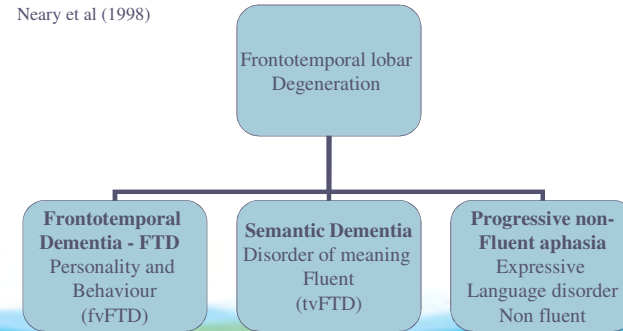 Neary et al (1998)
Frontotemporal lobar
Degeneration
Frontotemporal
Dementia - FTD
Personality and
Behaviour
(fvFTD)
Semantic Dementia
Disorder of meaning
Fluent
(tvFTD)
Progressive non-
Fluent aphasia
Expressive
Language disorder
Non fluent